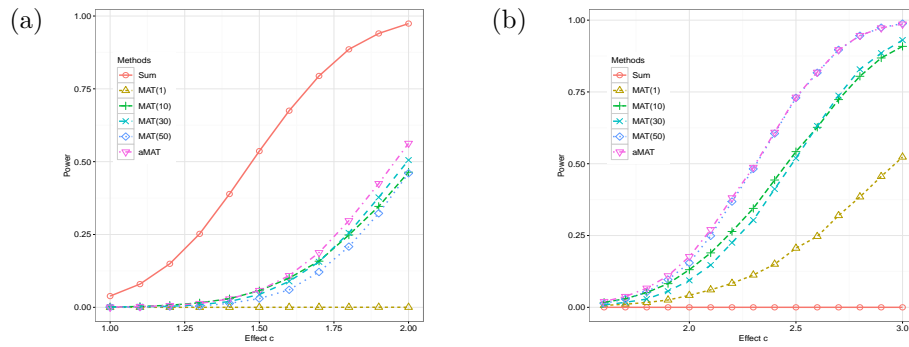 (a)
1.00
0.75
0.50
0.25
0.00
Power
Methods
Sum
MAT(1)
MAT(10)
MAT(30)
MAT(50)
aMAT
1.00 1.25 1.50 1.75 2.00
Effect c
(b)
1.00
0.75
0.50
0.25
0.00
Power
Methods
Sum
MAT(1)
MAT(10)
MAT(30)
MAT(50)
aMAT
2.0 2.5 3.0
Effect c